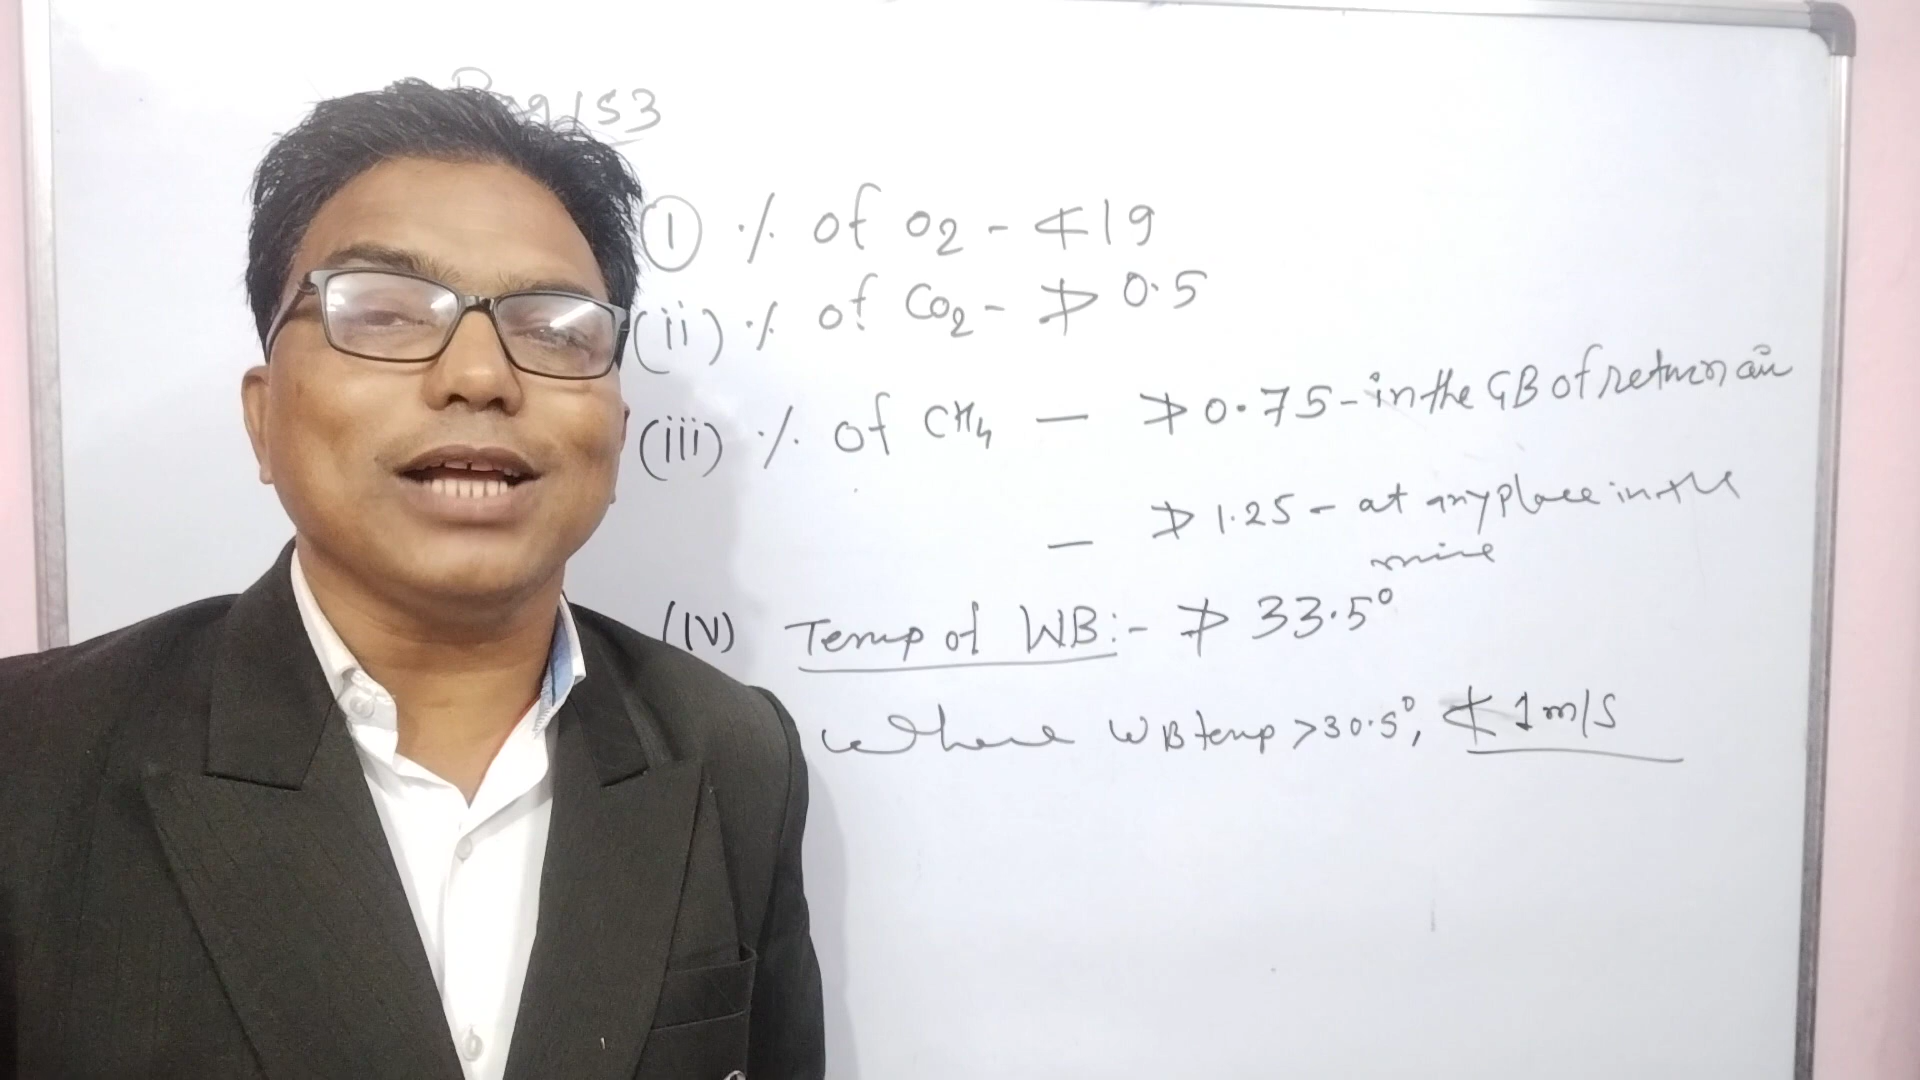 Reg 153
① % of O2 - ≮ 19
(ii) % of CO2 - ≯ 0.5
(iii) % of CH4 — ≯ 0.75 - in the GB of return air
— ≯ 1.25 - at any place in the
mine
(IV) Temp of WB:- ≯ 33.5°
Where WB temp > 30.5°, ≮ 1 m/s